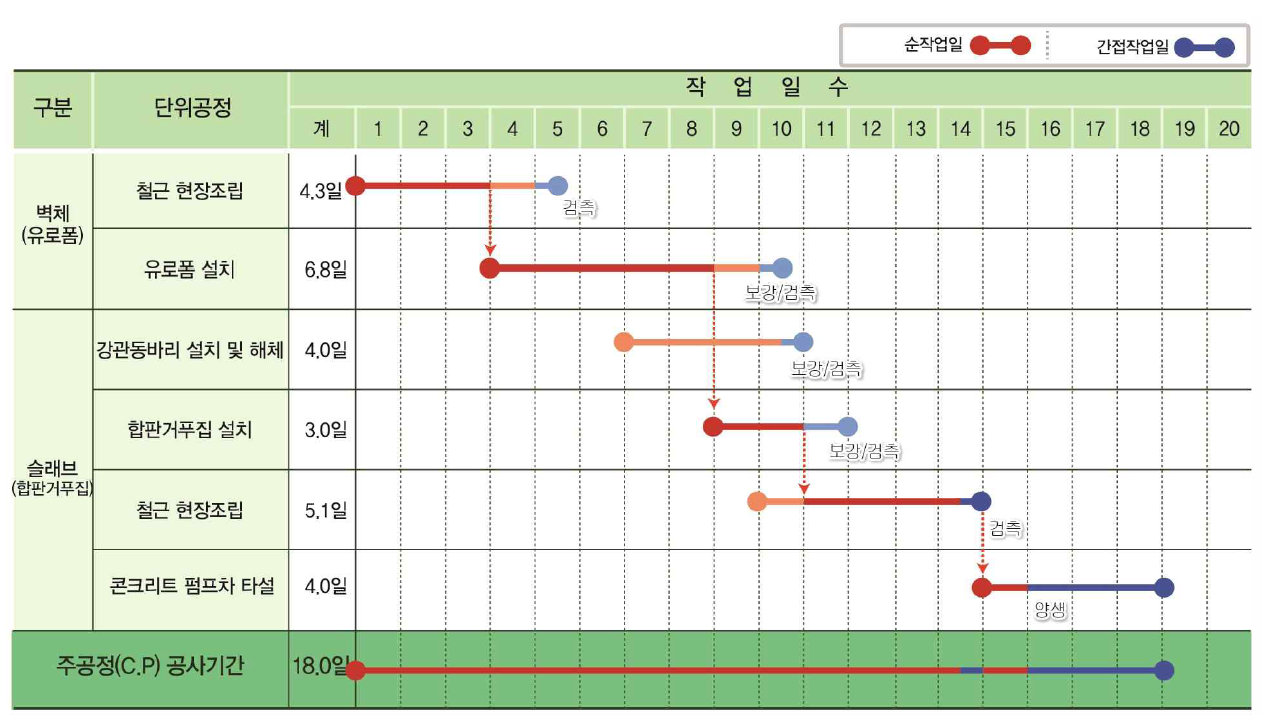 순작업일 간접작업일
구분 단위공정 작 업 일 수
계 1 2 3 4 5 6 7 8 9 10 11 12 13 14 15 16 17 18 19 20
벽체
(유로폼)
철근 현장조립 4.3일
검측
유로폼 설치 6.8일
보강/검측
슬래브
(합판거푸집)
강관동바리 설치 및 해체 4.0일
보강/검측
합판거푸집 설치 3.0일
보강/검측
철근 현장조립 5.1일
검측
콘크리트 펌프차 타설 4.0일
양생
주공정(C.P) 공사기간 18.0일